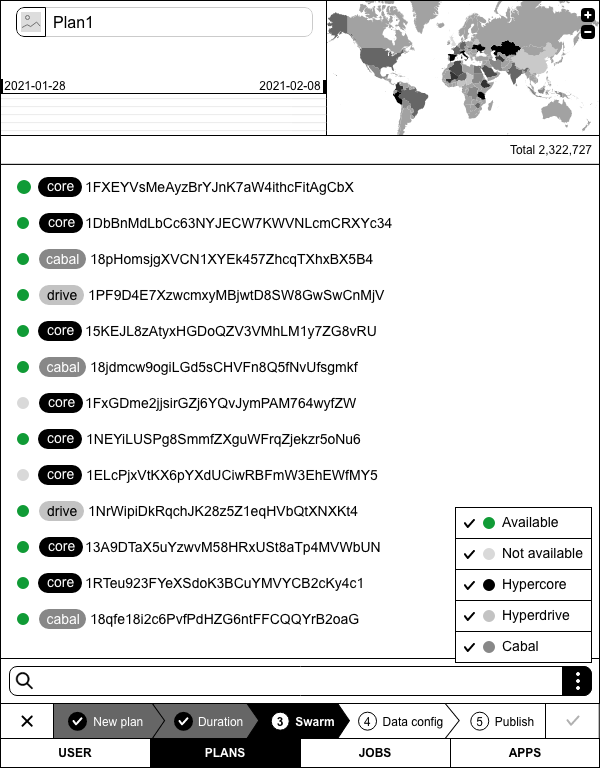 Plan1
2021-01-28 2021-02-08
Total 2,322,727
core 1FXEYVsMeAyzBrYJnK7aW4ithcFitAgCbX
core 1DbBnMdLbCc63NYJECW7KWVNLcmCRXYc34
cabal 18pHomsjgXVCN1XYEk457ZhcqTXhxBX5B4
drive 1PF9D4E7XzwcmxyMBjwtD8SW8GwSwCnMjV
core 15KEJL8zAtyxHGDoQZV3VMhLM1y7ZG8vRU
cabal 18jdmcw9ogiLGd5sCHVFn8Q5fNvUfsgmkf
core 1FxGDme2jjsirGZj6YQvJymPAM764wyfZW
core 1NEYiLUSPg8SmmfZXguWFrqZjekzr5oNu6
core 1ELcPjxVtKX6pYXdUCiwRBFmW3EhEWfMY5
drive 1NrWipiDkRqchJK28z5Z1eqHVbQtXNXKt4
core 13A9DTaX5uYzwvM58HRxUSt8aTp4MVWbUN
core 1RTeu923FYeXSdoK3BCuYMVYCB2cKy4c1
cabal 18qfe18i2c6PvfPdHZG6ntFFCQQYrB2oaG
Available
Not available
Hypercore
Hyperdrive
Cabal
New plan Duration 3 Swarm 4 Data config 5 Publish
USER PLANS JOBS APPS